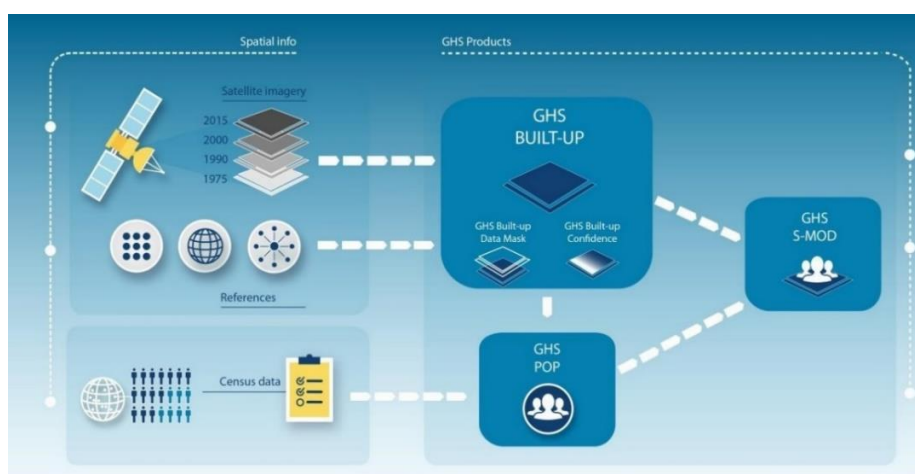 Spatial info
GHS Products
Satellite imagery
2015
2000
1990
1975
References
Census data
GHS
BUILT-UP
GHS Built-up
Data Mask
GHS Built-up
Confidence
GHS
POP
GHS
S-MOD